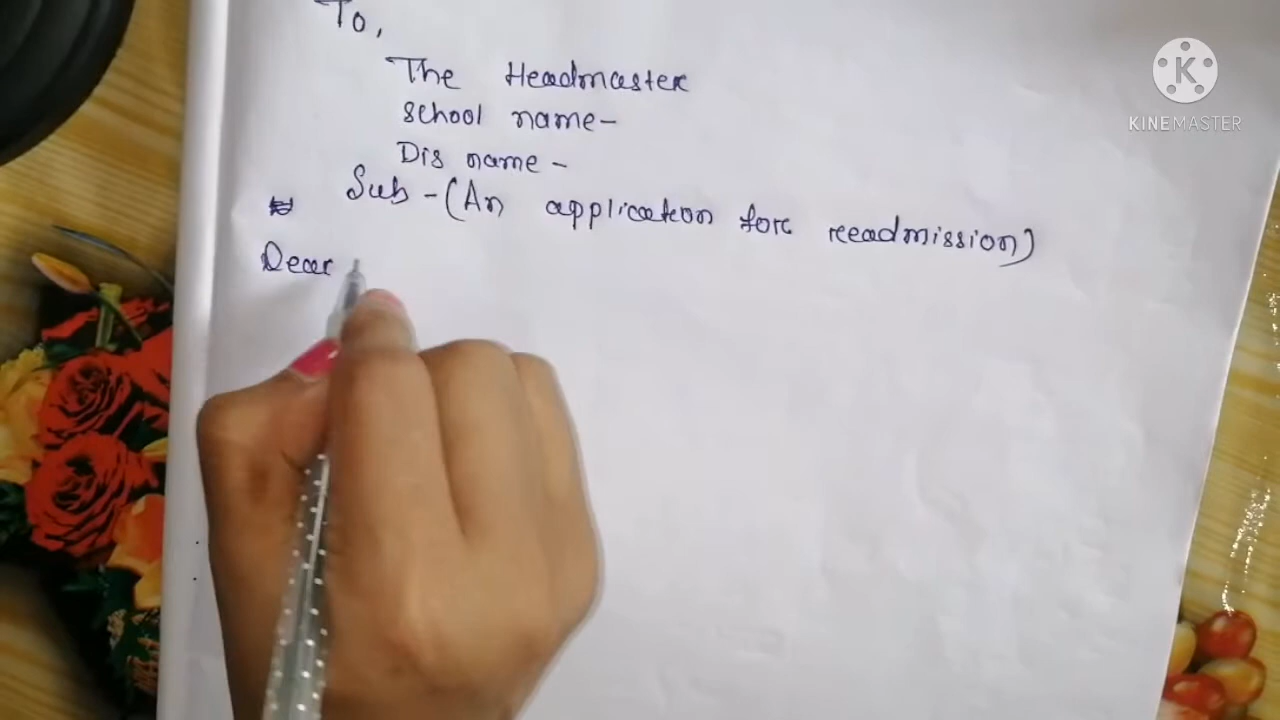 To,
The Headmaster
School name-
Dis name -
Sub - (An application for readmission)
Dear
K
KINEMASTER